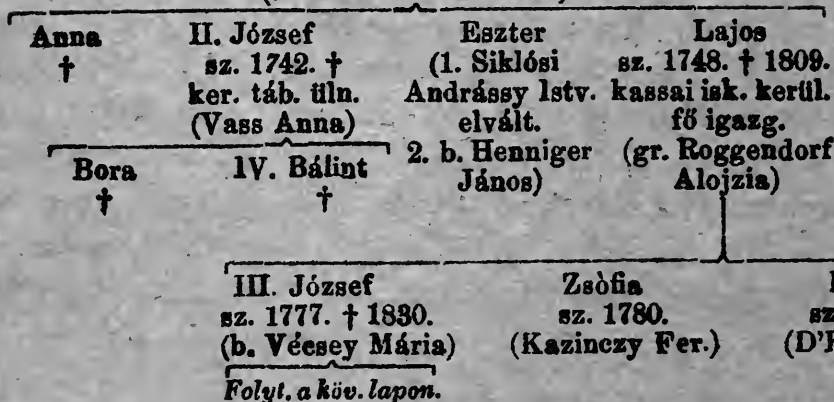 Anna II. József Eszter Lajos
† sz. 1742. † (1. Siklósi sz. 1748. † 1809.
ker. táb. üln. Andrássy Istv. kassai isk. kerül.
(Vass Anna) elvált. fő igazg.
Bora IV. Bálint 2. b. Henniger (gr. Roggendorf
† † János) Alojzia)
III. József Zsòfia
sz. 1777. † 1830. sz. 1780. sz
(b. Vécsey Mária) (Kazinczy Fer.) (D'
Folyt. a köv. lapon.